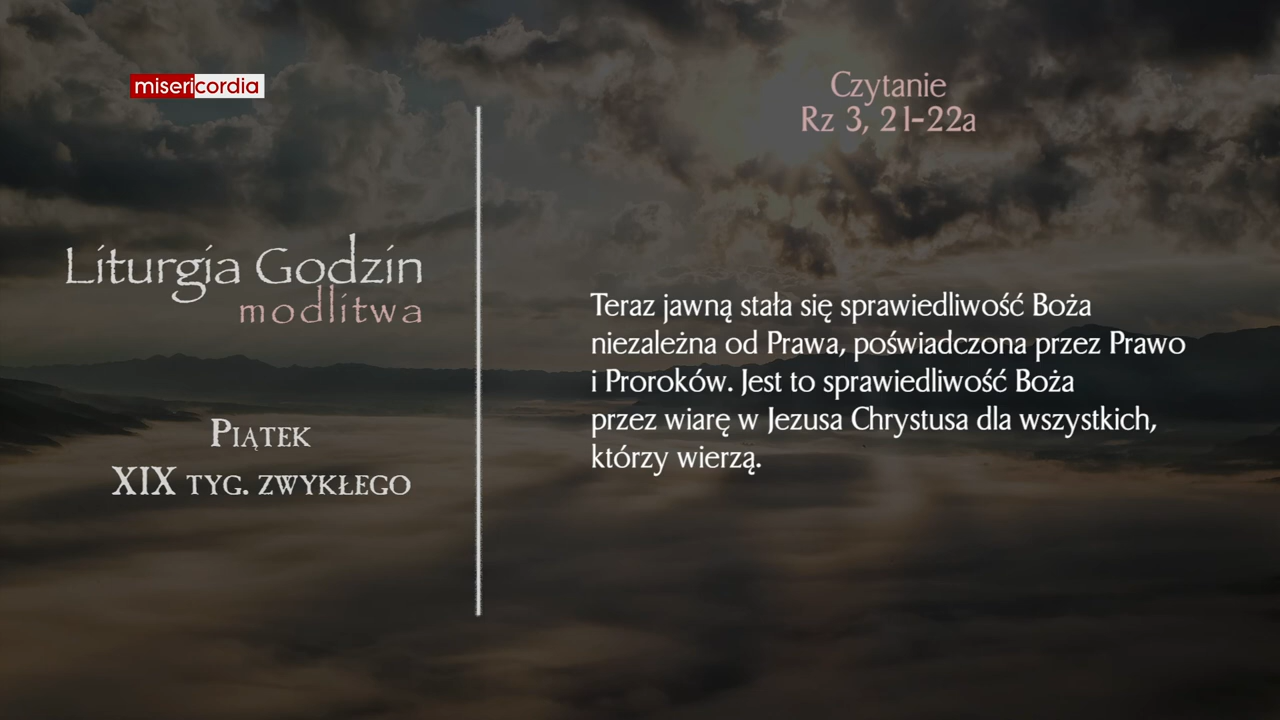 misericordia
Liturgia Godzin
modlitwa
Piątek
XIX tyg. zwykłego
Czytanie
Rz 3, 21-22a
Teraz jawną stała się sprawiedliwość Boża
niezależna od Prawa, poświadczona przez Prawo
i Proroków. Jest to sprawiedliwość Boża
przez wiarę w Jezusa Chrystusa dla wszystkich,
którzy wierzą.